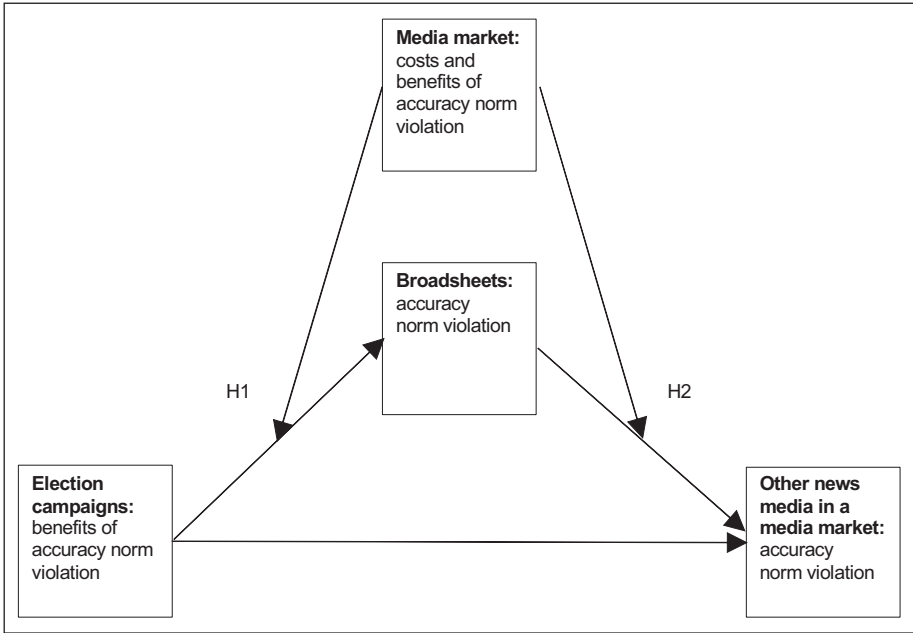 Media market:
costs and
benefits of
accuracy norm
violation
Broadsheets:
accuracy
norm violation
H1
H2
Election
campaigns:
benefits of
accuracy norm
violation
Other news
media in a
media market:
accuracy
norm violation